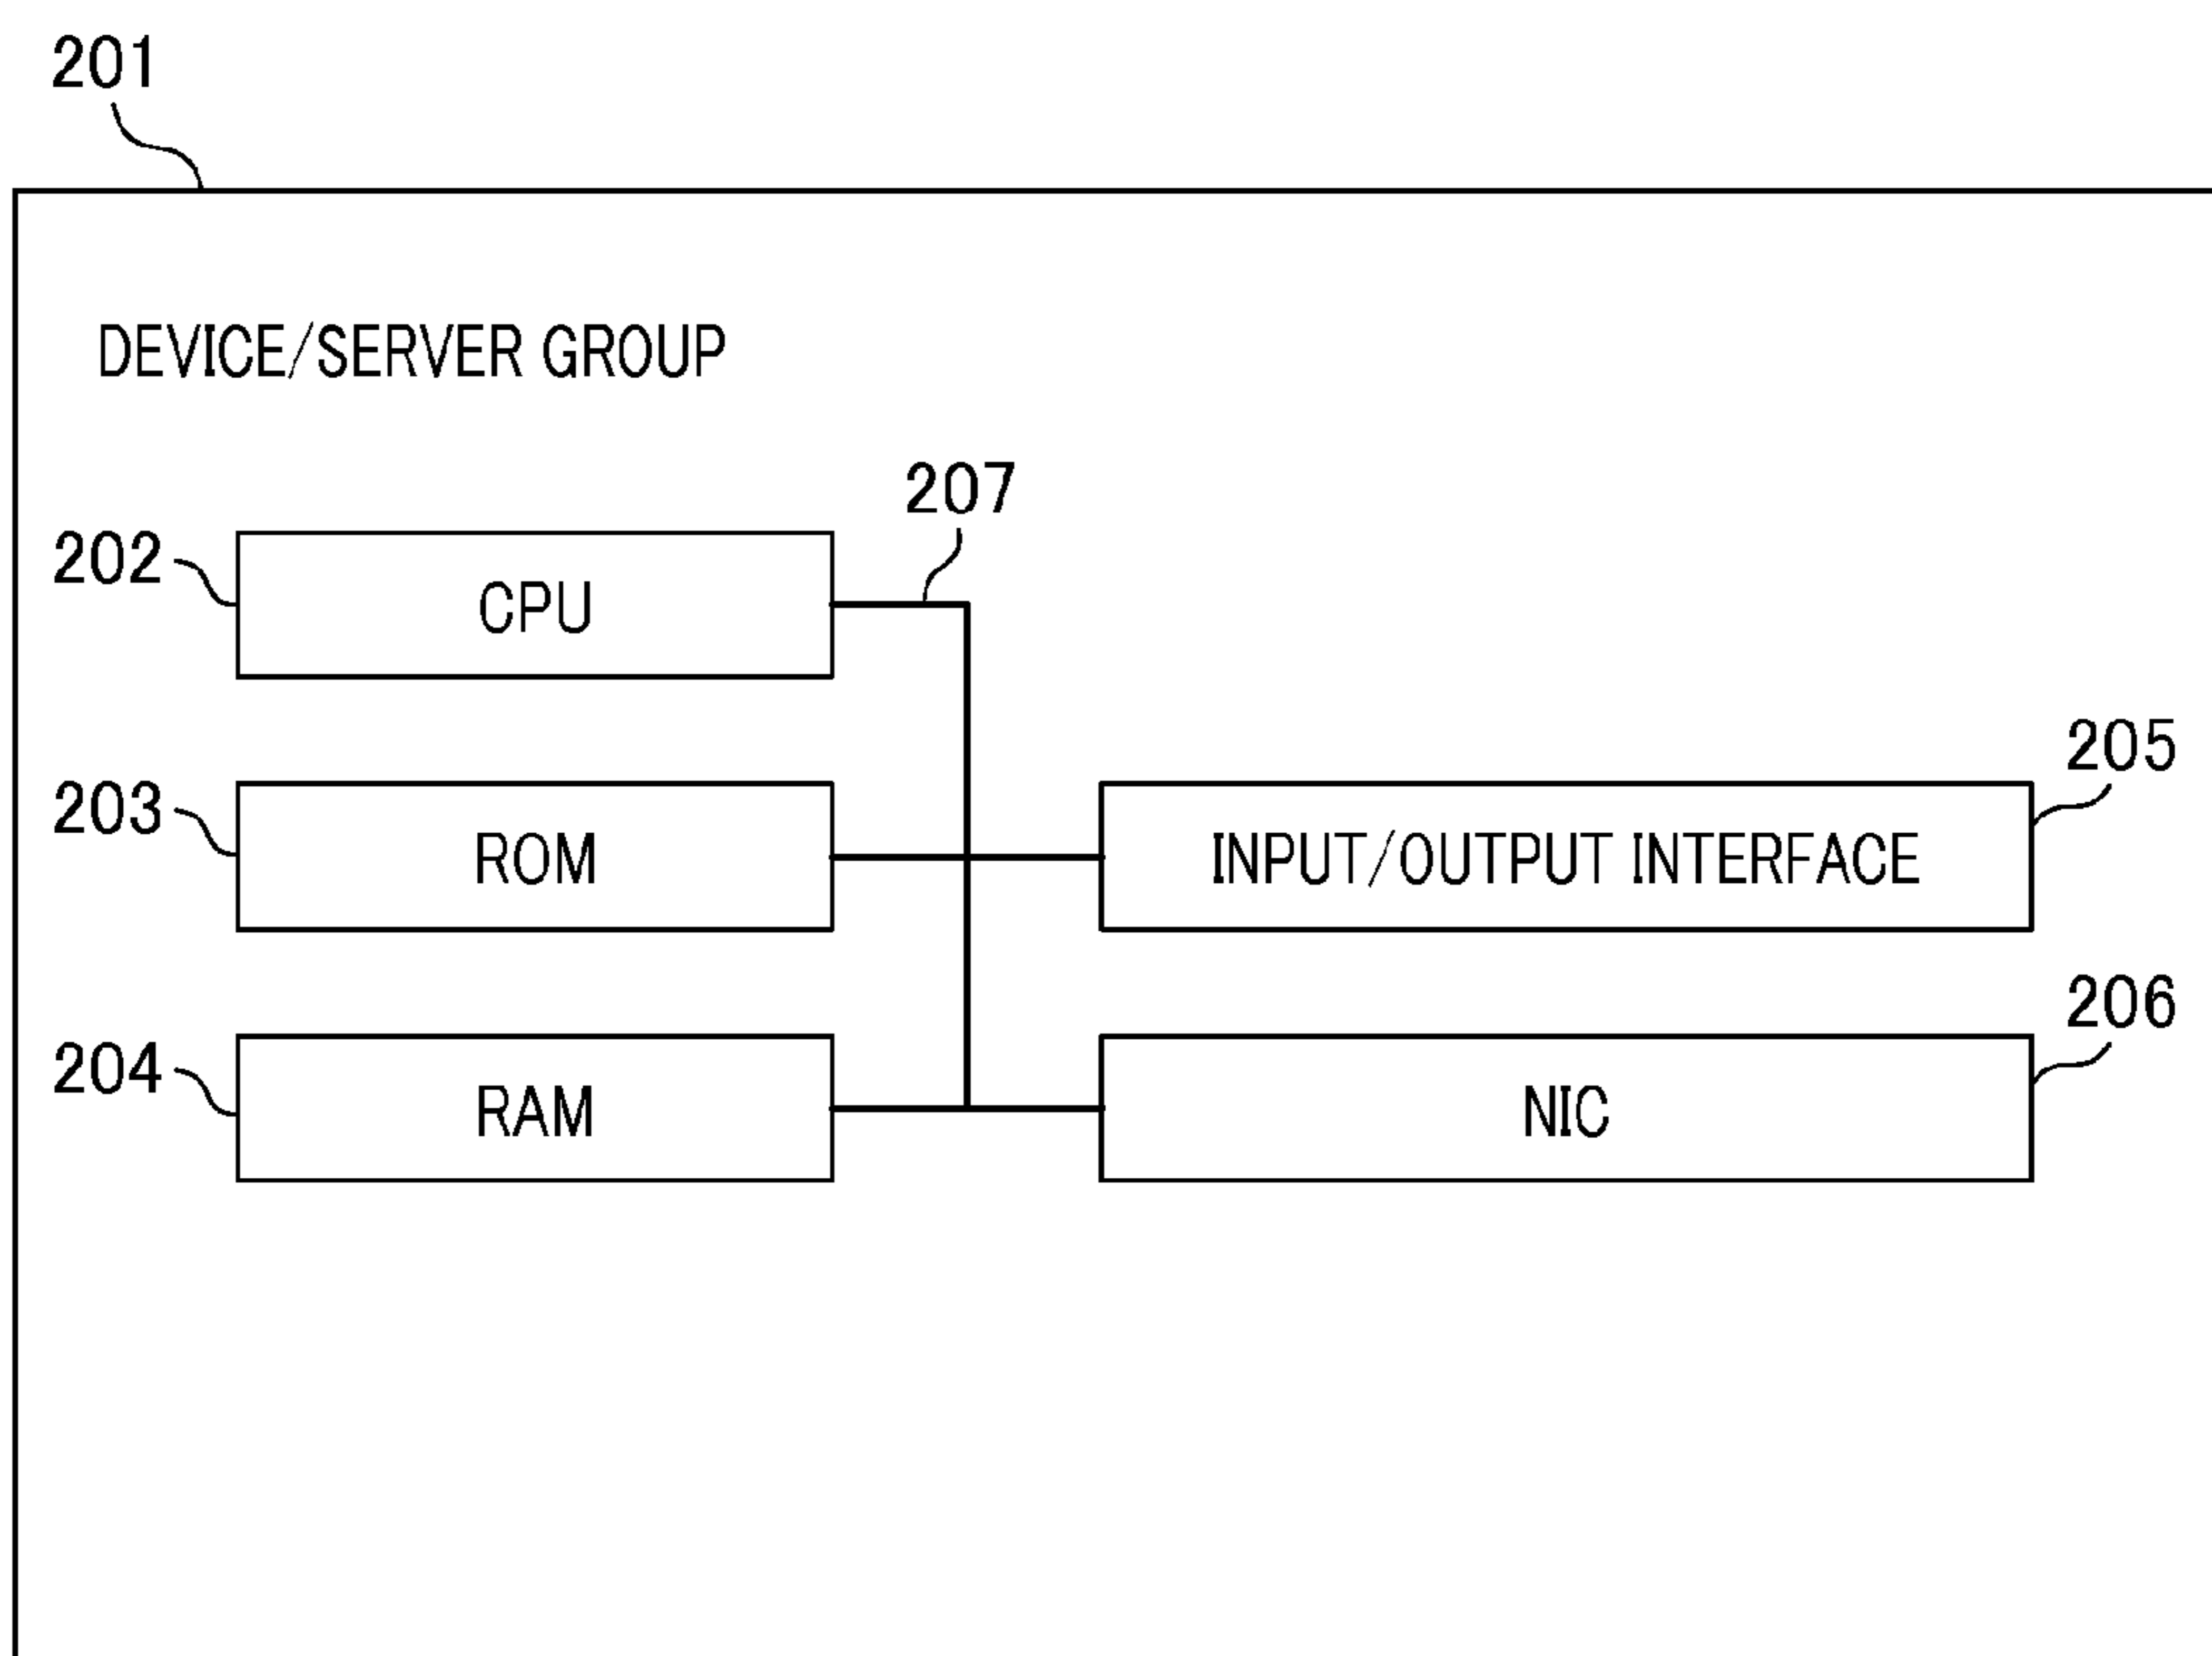 201
DEVICE/SERVER GROUP
207
202
CPU
205
203
ROM
INPUT/OUTPUT INTERFACE
206
204
RAM
NIC